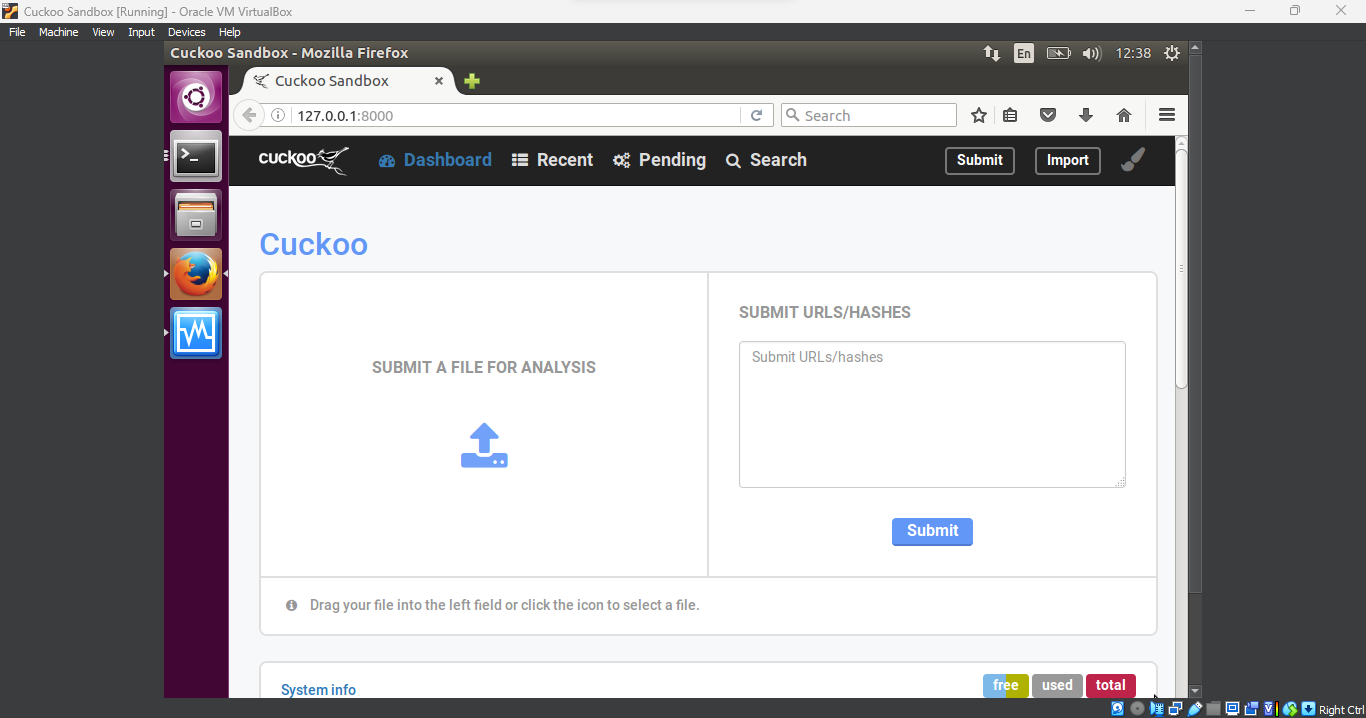 Cuckoo Sandbox [Running] - Oracle VM VirtualBox
File Machine View Input Devices Help
Cuckoo Sandbox - Mozilla Firefox
En
12:38
Cuckoo Sandbox
127.0.0.1:8000
Search
cuckoo
Dashboard
Recent
Pending
Search
Submit
Import
Cuckoo
SUBMIT A FILE FOR ANALYSIS
SUBMIT URLS/HASHES
Submit URLs/hashes
Submit
Drag your file into the left field or click the icon to select a file.
System info
free
used
total
Right Ctrl